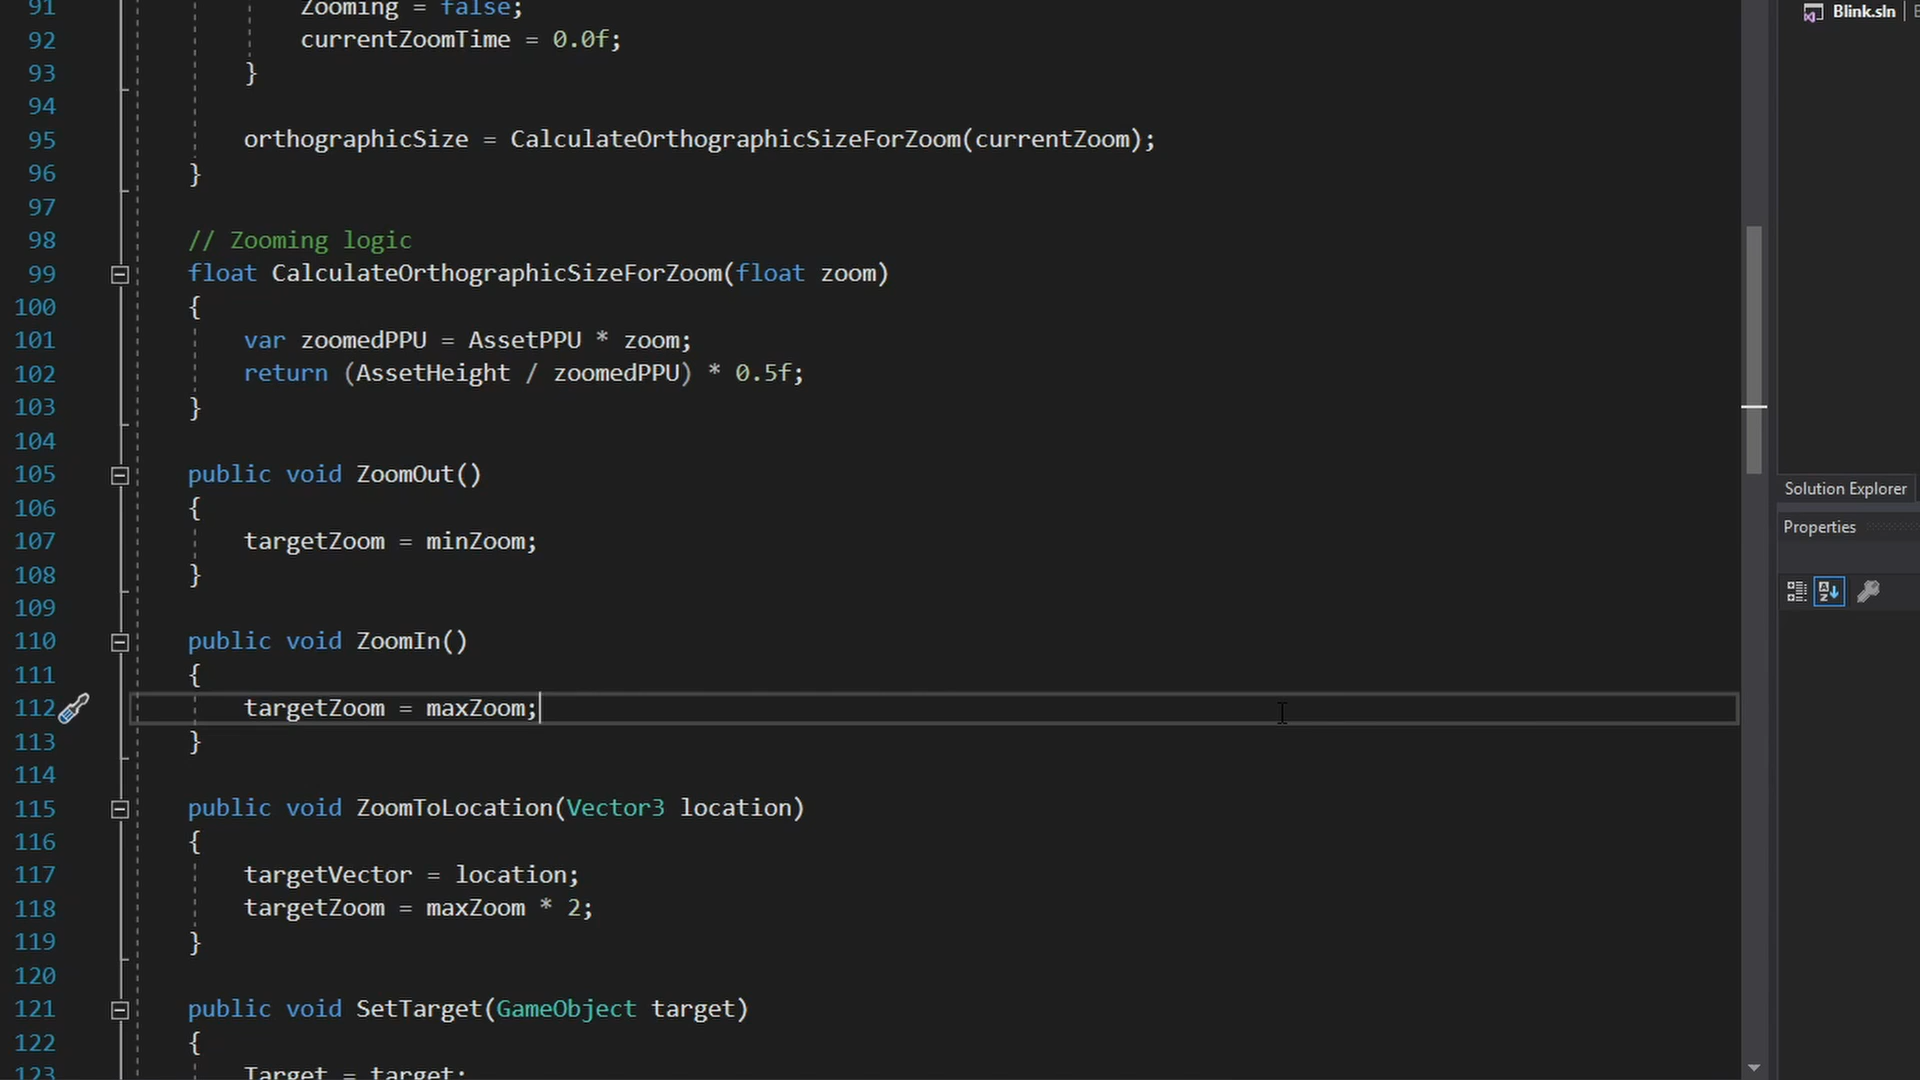 91 Zooming = false;
92 currentZoomTime = 0.0f;
93 }
94
95 orthographicSize = CalculateOrthographicSizeForZoom(currentZoom);
96 }
97
98 // Zooming logic
99 float CalculateOrthographicSizeForZoom(float zoom)
100 {
101 var zoomedPPU = AssetPPU * zoom;
102 return (AssetHeight / zoomedPPU) * 0.5f;
103 }
104
105 public void ZoomOut()
106 {
107 targetZoom = minZoom;
108 }
109
110 public void ZoomIn()
111 {
112 targetZoom = maxZoom;
113 }
114
115 public void ZoomToLocation(Vector3 location)
116 {
117 targetVector = location;
118 targetZoom = maxZoom * 2;
119 }
120
121 public void SetTarget(GameObject target)
122 {
123 Target = target;
Blink.sln
Solution Explorer
Properties